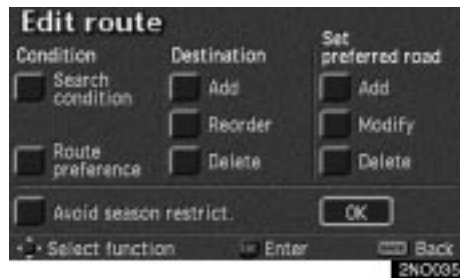 Edit route
Condition
Destination
Set
preferred road
Search
condition
Add
Add
Reorder
Modify
Route
preference
Delete
Delete
Avoid season restrict.
OK
Select function
Enter
Back
2NO035